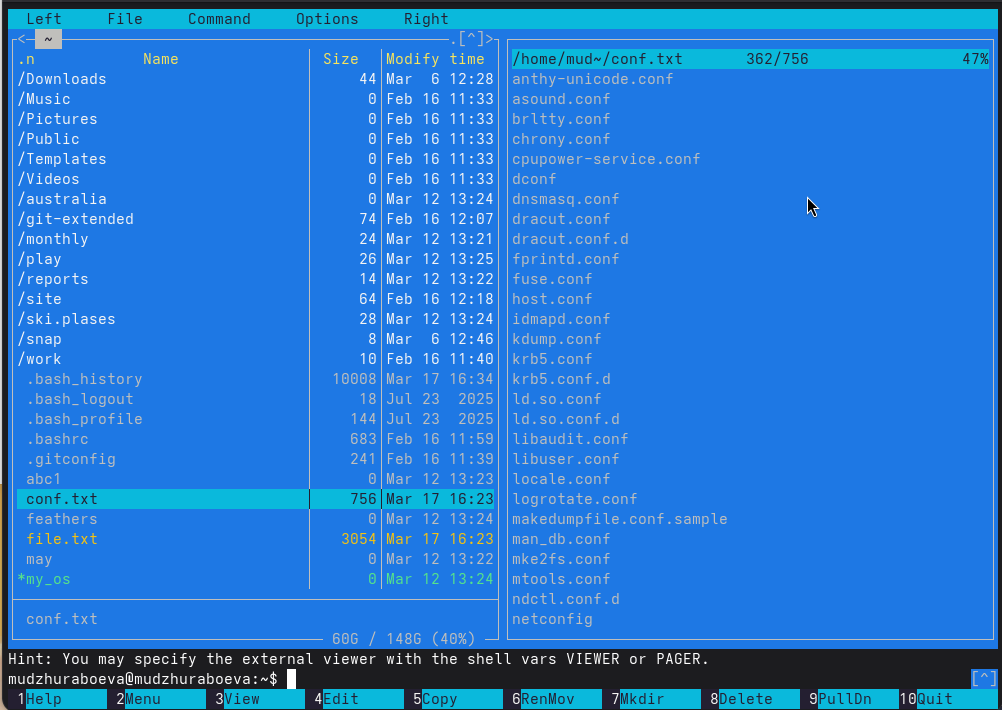 Left File Command Options Right
<─ ~ .[^]>
.n Name Size Modify time
/Downloads 44 Mar 6 12:28
/Music 0 Feb 16 11:33
/Pictures 0 Feb 16 11:33
/Public 0 Feb 16 11:33
/Templates 0 Feb 16 11:33
/Videos 0 Feb 16 11:33
/australia 0 Mar 12 13:24
/git-extended 74 Feb 16 12:07
/monthly 24 Mar 12 13:21
/play 26 Mar 12 13:25
/reports 14 Mar 12 13:22
/site 64 Feb 16 12:18
/ski.plases 28 Mar 12 13:24
/snap 8 Mar 6 12:46
/work 10 Feb 16 11:40
.bash_history 10008 Mar 17 16:34
.bash_logout 18 Jul 23 2025
.bash_profile 144 Jul 23 2025
.bashrc 683 Feb 16 11:59
.gitconfig 241 Feb 16 11:39
abc1 0 Mar 12 13:23
conf.txt 756 Mar 17 16:23
feathers 0 Mar 12 13:24
file.txt 3054 Mar 17 16:23
may 0 Mar 12 13:22
*my_os 0 Mar 12 13:24
conf.txt
60G / 148G (40%)
/home/mud~/conf.txt 362/756 47%
anthy-unicode.conf
asound.conf
brltty.conf
chrony.conf
cpupower-service.conf
dconf
dnsmasq.conf
dracut.conf
dracut.conf.d
fprintd.conf
fuse.conf
host.conf
idmapd.conf
kdump.conf
krb5.conf
krb5.conf.d
ld.so.conf
ld.so.conf.d
libaudit.conf
libuser.conf
locale.conf
logrotate.conf
makedumpfile.conf.sample
man_db.conf
mke2fs.conf
mtools.conf
ndctl.conf.d
netconfig
Hint: You may specify the external viewer with the shell vars VIEWER or PAGER.
mudzhuraboeva@mudzhuraboeva:~$ [^]
1Help 2Menu 3View 4Edit 5Copy 6RenMov 7Mkdir 8Delete 9PullDn 10Quit